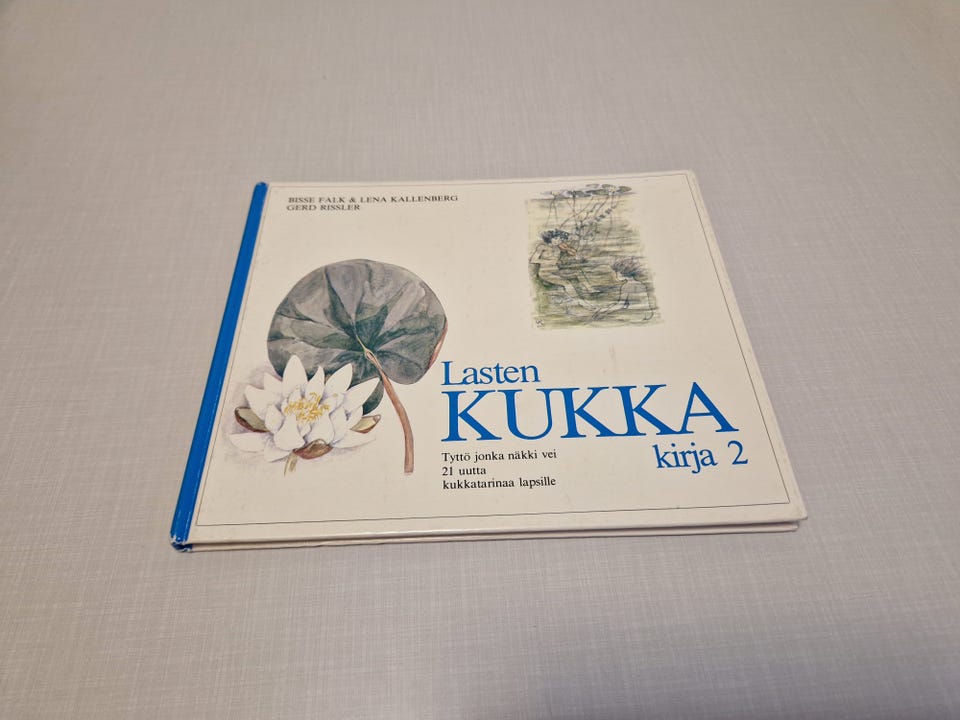 BISSE FALK & LENA KALLENBERG
GERD RISSLER
Lasten
KUKKA
kirja 2
Tyttö jonka näkki vei
21 uutta
kukkatarinaa lapsille